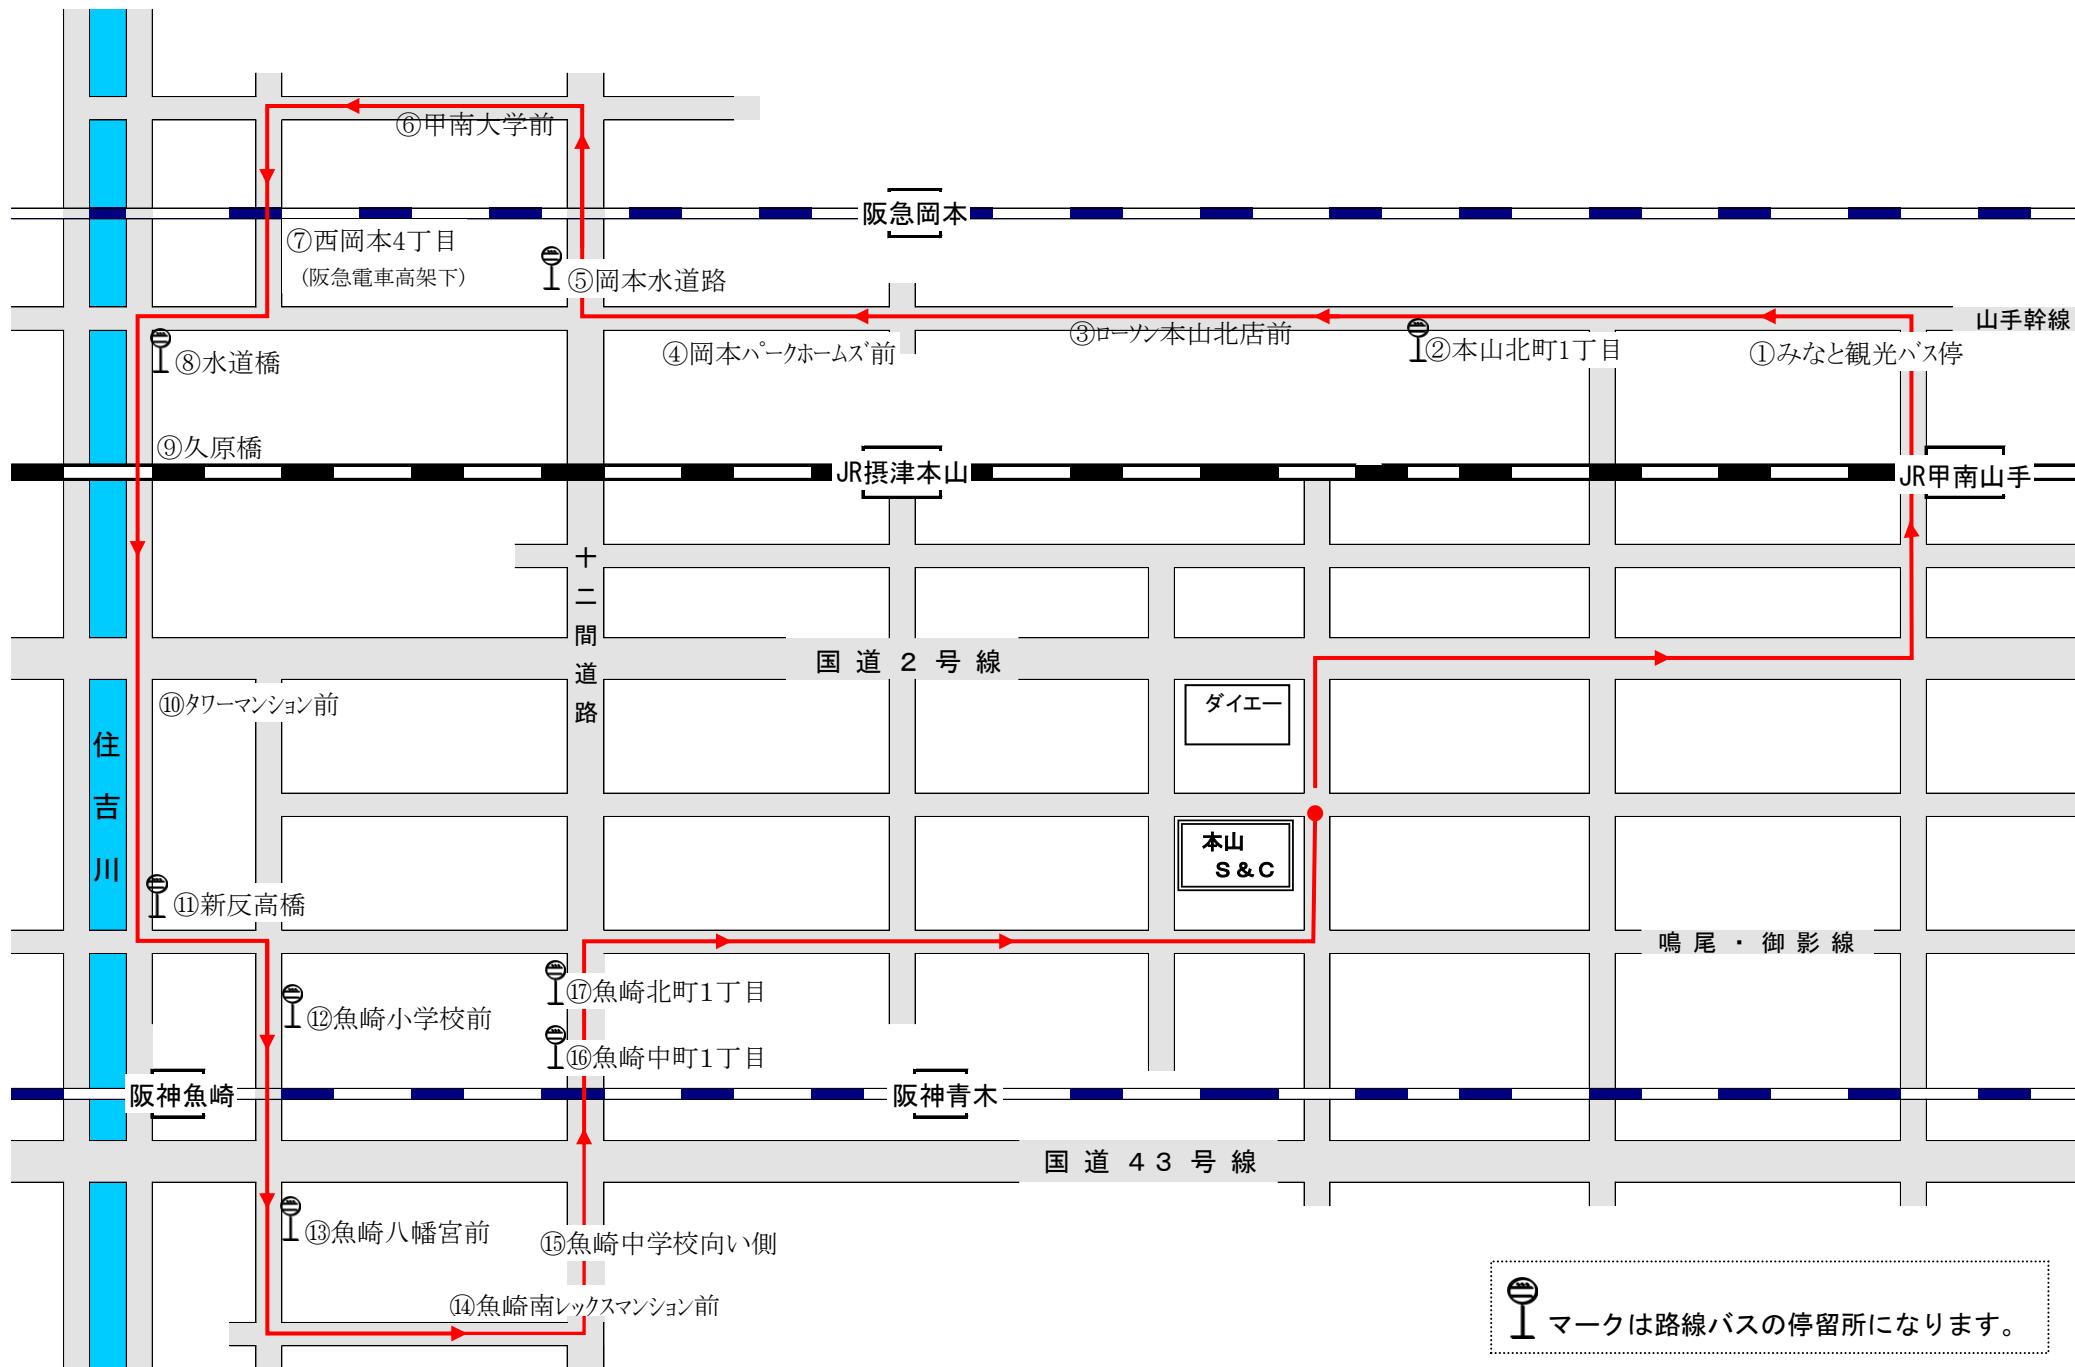 ⑥甲南大学前
阪急岡本
⑦西岡本4丁目
(阪急電車高架下)
⑤岡本水道路
山手幹線
③ローソン本山北店前
④岡本パークホームズ前
②本山北町1丁目
①みなと観光バス停
⑧水道橋
⑨久原橋
JR摂津本山
JR甲南山手
十二間道路
国道2号線
⑩タワーマンション前
ダイエー
住吉川
本山
S&C
⑪新反高橋
鳴尾・御影線
⑰魚崎北町1丁目
⑫魚崎小学校前
⑯魚崎中町1丁目
阪神魚崎
阪神青木
国道43号線
⑬魚崎八幡宮前
⑮魚崎中学校向い側
⑭魚崎南レックスマンション前
マークは路線バスの停留所になります。